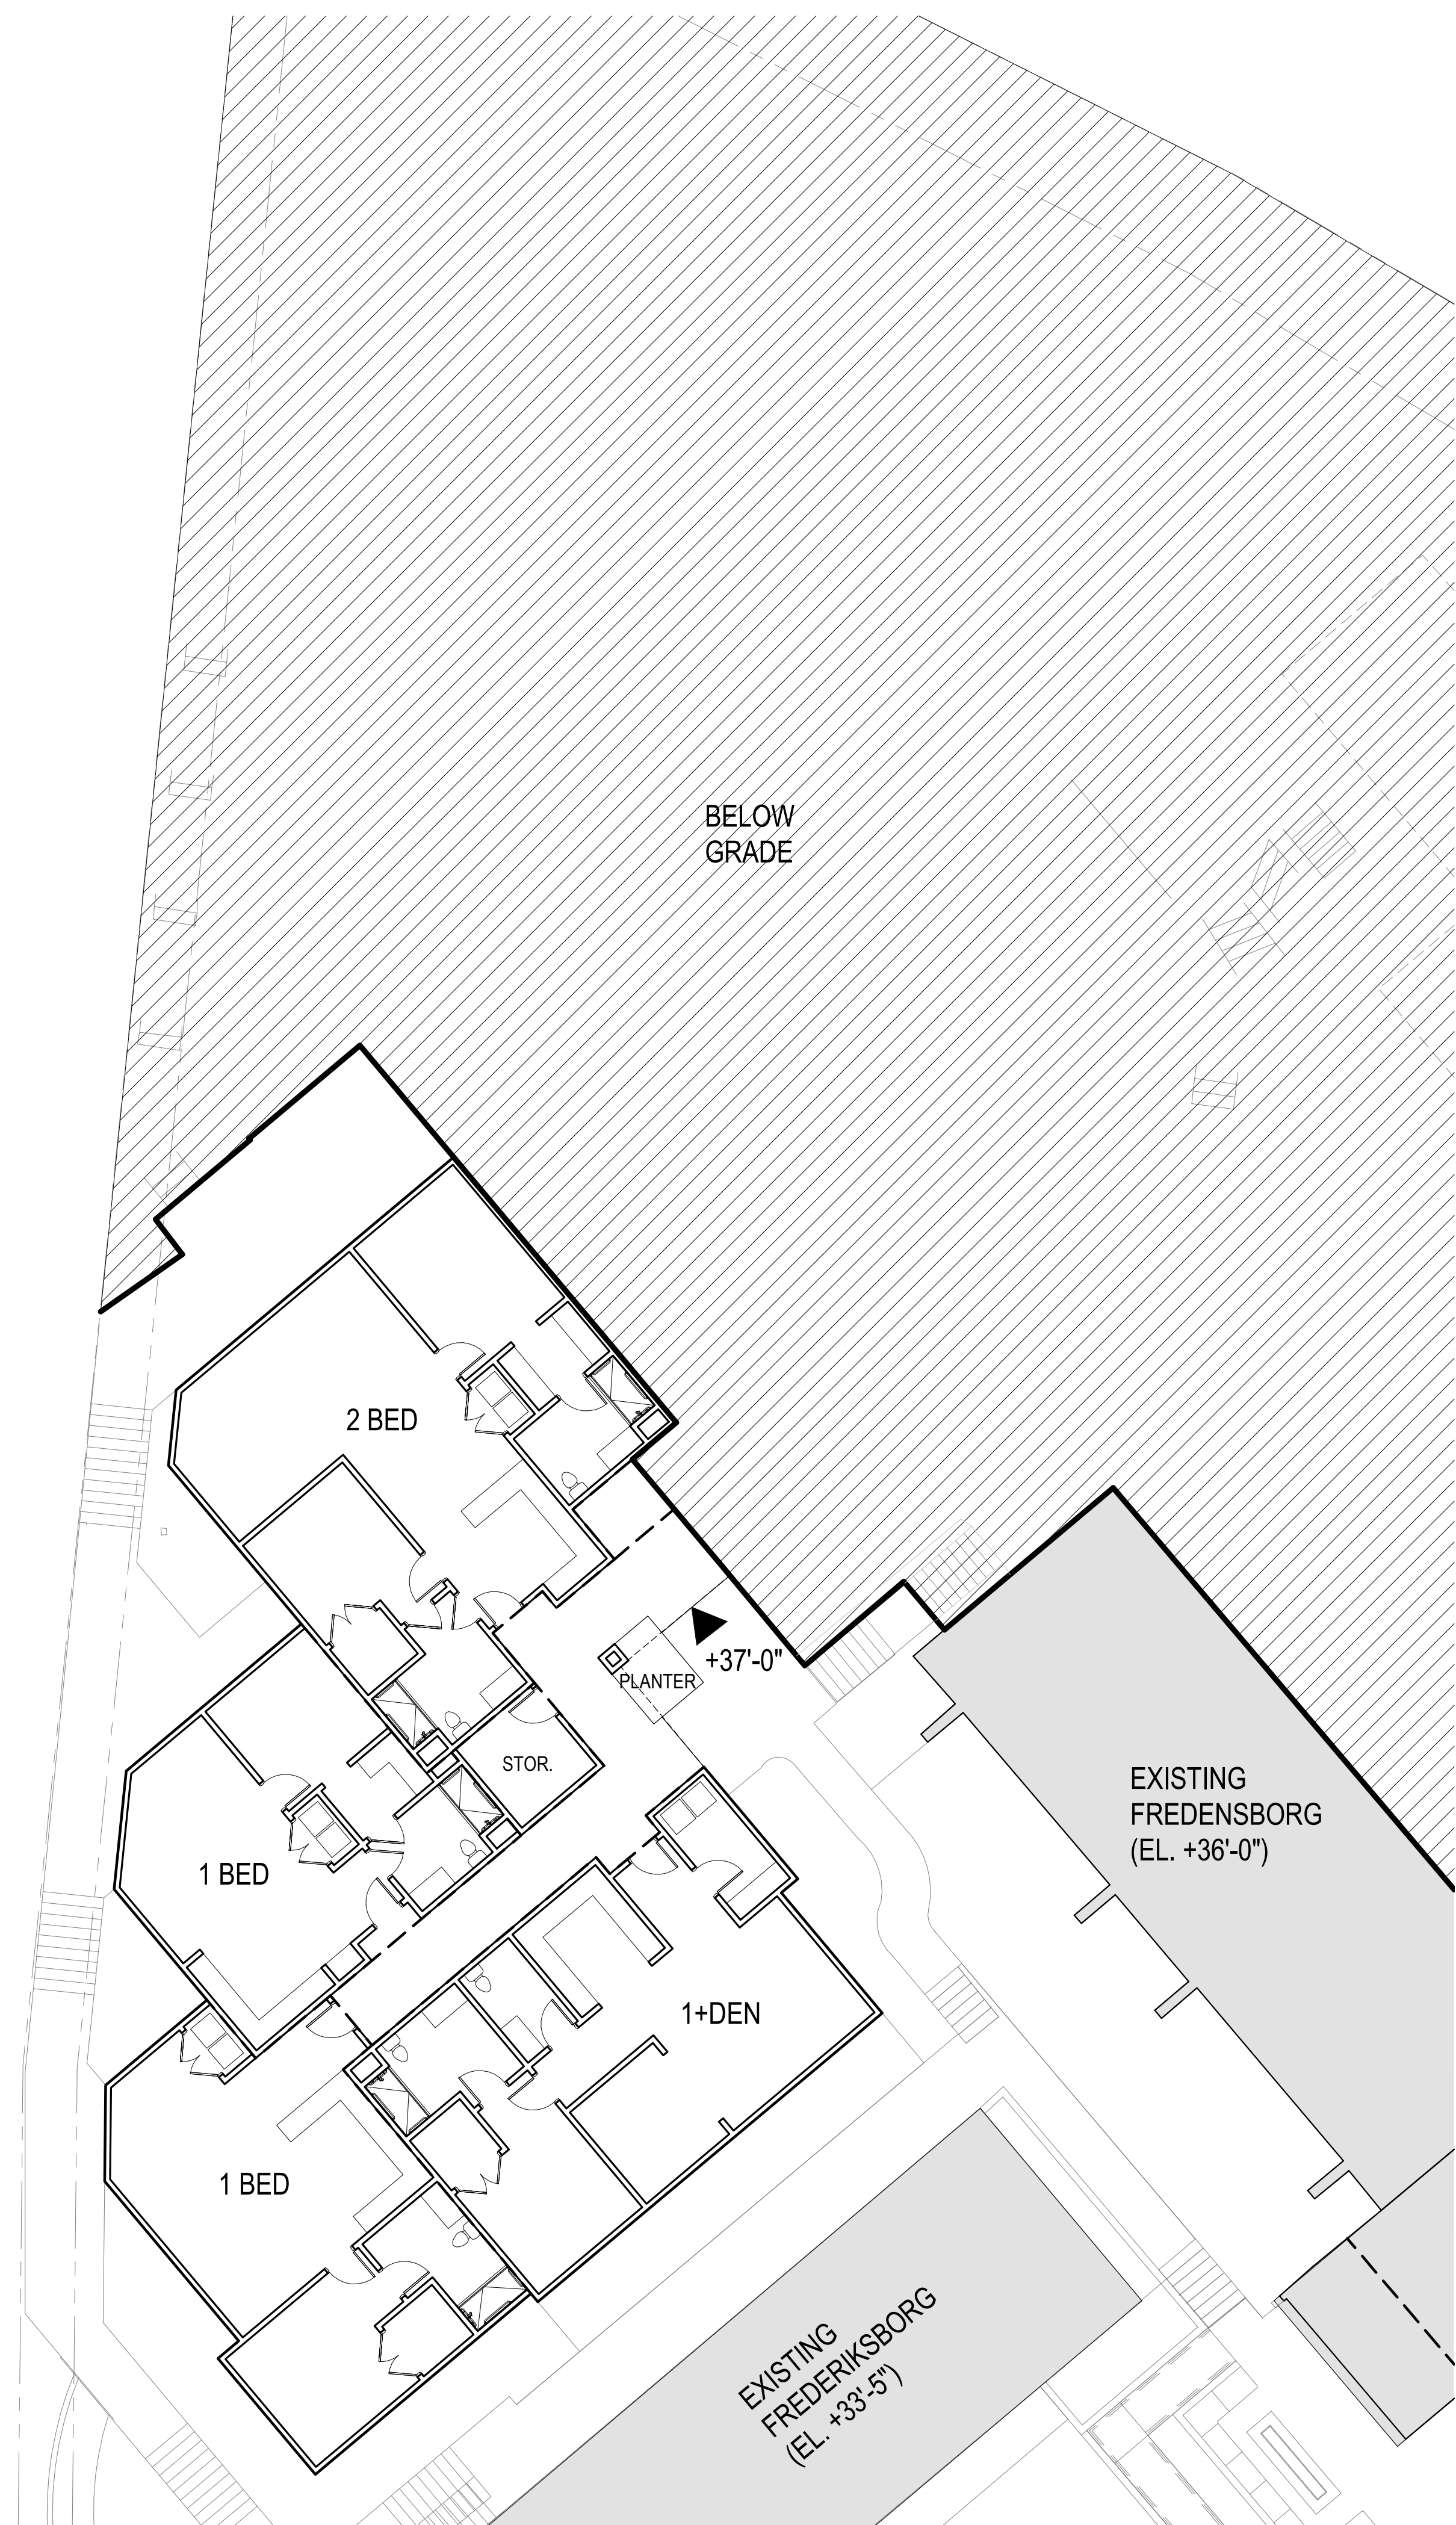 BELOW
GRADE
2 BED
+37'-0"
PLANTER
STOR.
EXISTING
FREDENSBORG
(EL. +36'-0")
1 BED
1+DEN
1 BED
EXISTING
FREDERIKSBORG
(EL. +33'-5")